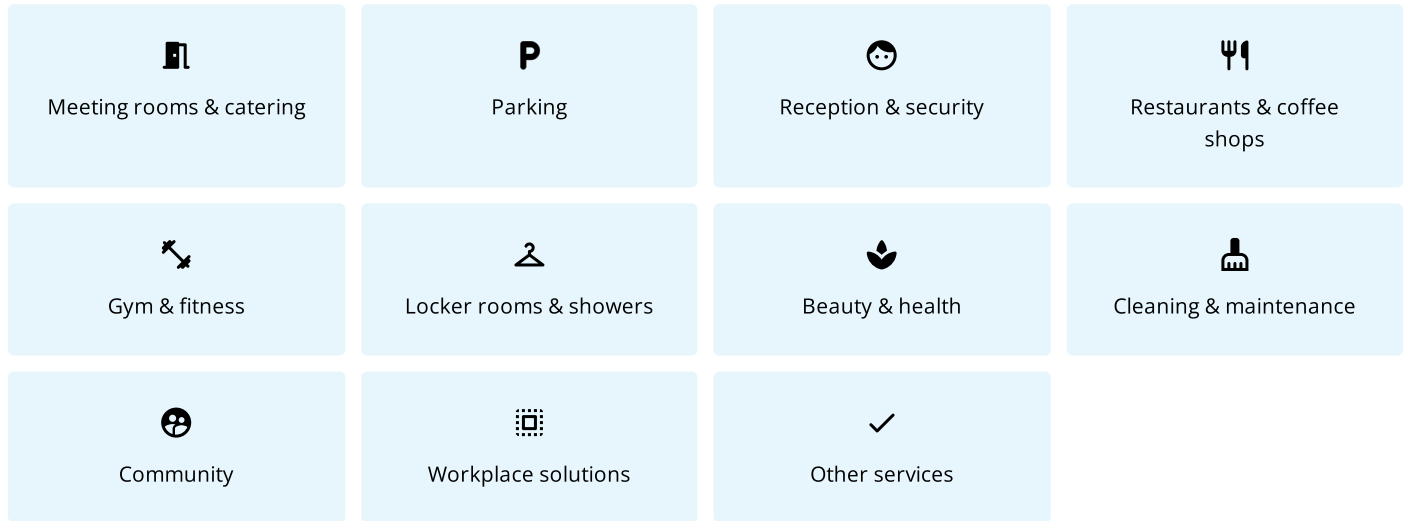 Meeting rooms & catering
P
Parking
Reception & security
Restaurants & coffee
shops
Gym & fitness
Locker rooms & showers
Beauty & health
Cleaning & maintenance
Community
Workplace solutions
Other services